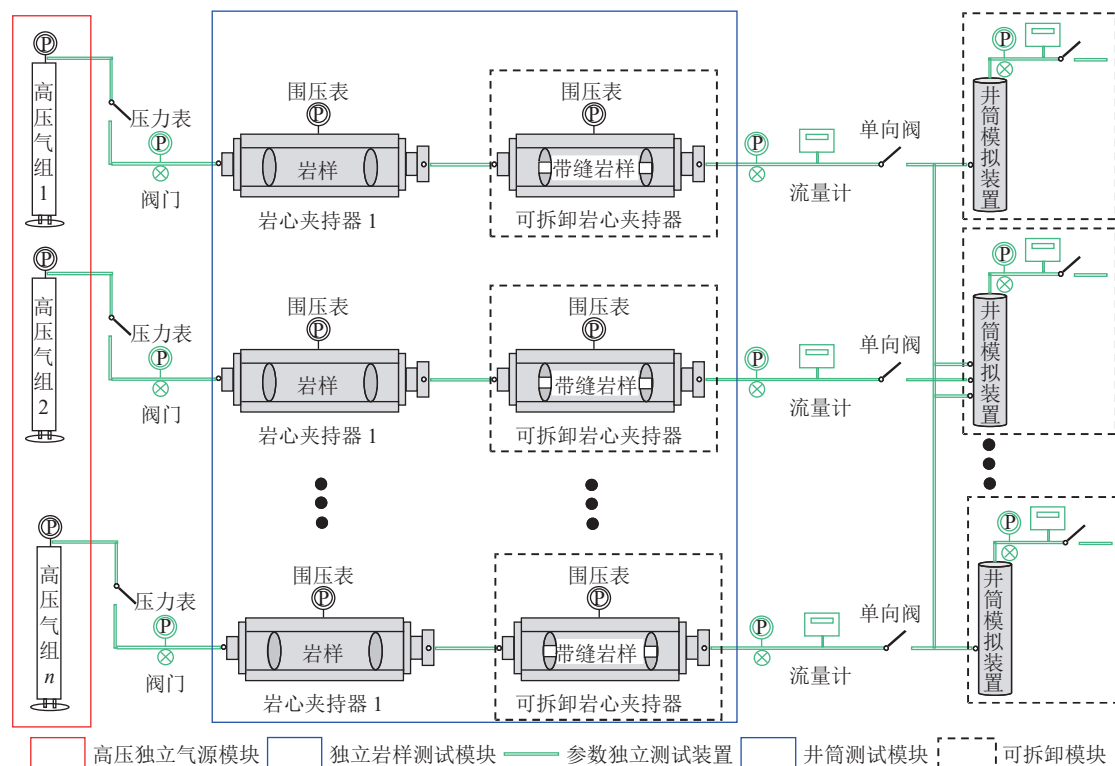 P
P
高压气组1
压力表
P
阀门
围压表
P
岩样
岩心夹持器 1
围压表
P
带缝岩样
可拆卸岩心夹持器
P
单向阀
流量计
井筒模拟装置
P
P
高压气组2
压力表
P
阀门
围压表
P
岩样
岩心夹持器 1
围压表
P
带缝岩样
可拆卸岩心夹持器
P
单向阀
流量计
井筒模拟装置
P
P
高压气组n
压力表
P
阀门
围压表
P
岩样
岩心夹持器 1
围压表
P
带缝岩样
可拆卸岩心夹持器
P
单向阀
流量计
井筒模拟装置
高压独立气源模块
独立岩样测试模块
参数独立测试装置
井筒测试模块
可拆卸模块